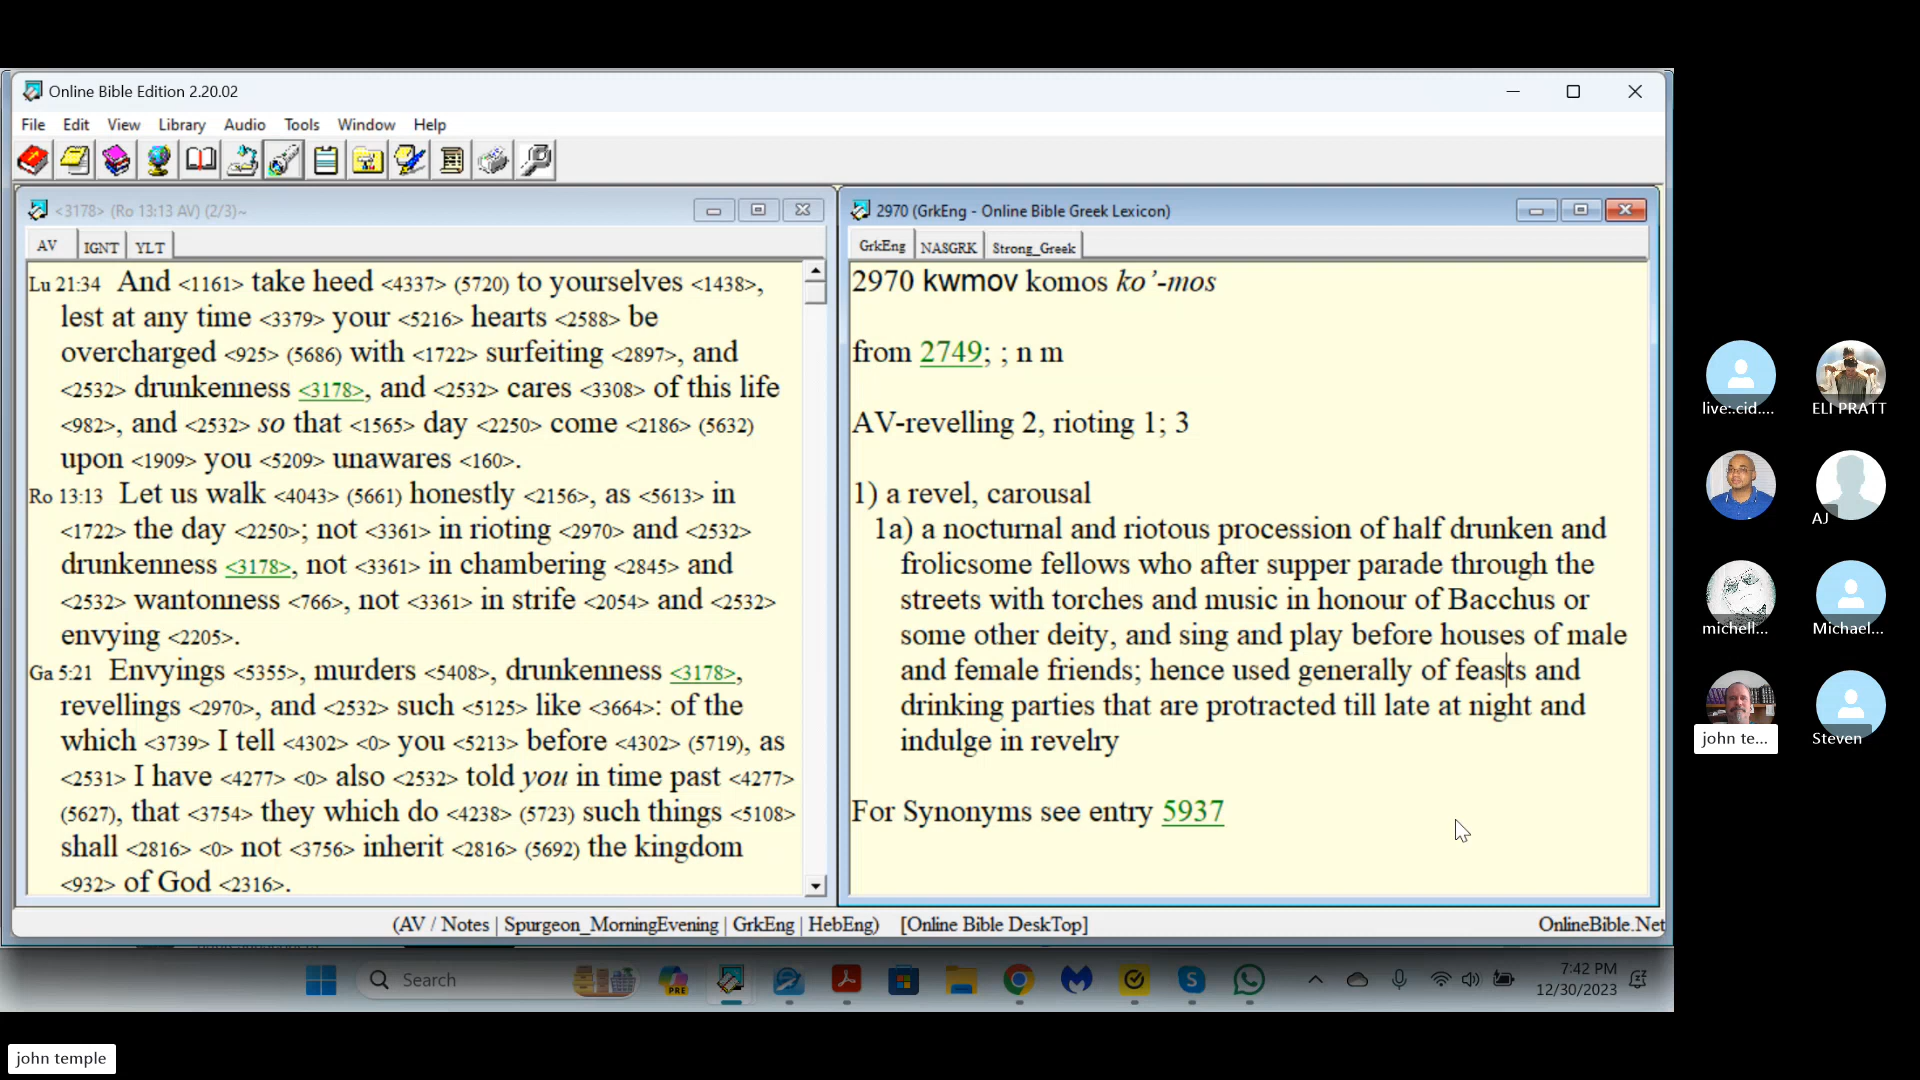 Online Bible Edition 2.20.02
File Edit View Library Audio Tools Window Help
<3178> (Ro 13:13 AV) (2/3)~
AV IGNT YLT
Lu 21:34 And <1161> take heed <4337> (5720) to yourselves <1438>,
lest at any time <3379> your <5216> hearts <2588> be
overcharged <925> (5686) with <1722> surfeiting <2897>, and
<2532> drunkenness <3178>, and <2532> cares <3308> of this life
<982>, and <2532> so that <1565> day <2250> come <2186> (5632)
upon <1909> you <5209> unawares <160>.
Ro 13:13 Let us walk <4043> (5661) honestly <2156>, as <5613> in
<1722> the day <2250>; not <3361> in rioting <2970> and <2532>
drunkenness <3178>, not <3361> in chambering <2845> and
<2532> wantonness <766>, not <3361> in strife <2054> and <2532>
envying <2205>.
Ga 5:21 Envyings <5355>, murders <5408>, drunkenness <3178>,
revellings <2970>, and <2532> such <5125> like <3664>: of the
which <3739> I tell <4302> <0> you <5213> before <4302> (5719), as
<2531> I have <4277> <0> also <2532> told you in time past <4277>
(5627), that <3754> they which do <4238> (5723) such things <5108>
shall <2816> <0> not <3756> inherit <2816> (5692) the kingdom
<932> of God <2316>.
2970 (GrkEng - Online Bible Greek Lexicon)
GrkEng NASGRK Strong_Greek
2970 kwmov komos ko’-mos
from 2749; ; n m
AV-revelling 2, rioting 1; 3
1) a revel, carousal
1a) a nocturnal and riotous procession of half drunken and
frolicsome fellows who after supper parade through the
streets with torches and music in honour of Bacchus or
some other deity, and sing and play before houses of male
and female friends; hence used generally of feasts and
drinking parties that are protracted till late at night and
indulge in revelry
For Synonyms see entry 5937
(AV / Notes | Spurgeon_MorningEvening | GrkEng | HebEng) [Online Bible DeskTop] OnlineBible.Net
Search
PRE
7:42 PM
12/30/2023
live:.cid.... ELI PRATT
AJ
michell... Michael...
john te... Steven
john temple